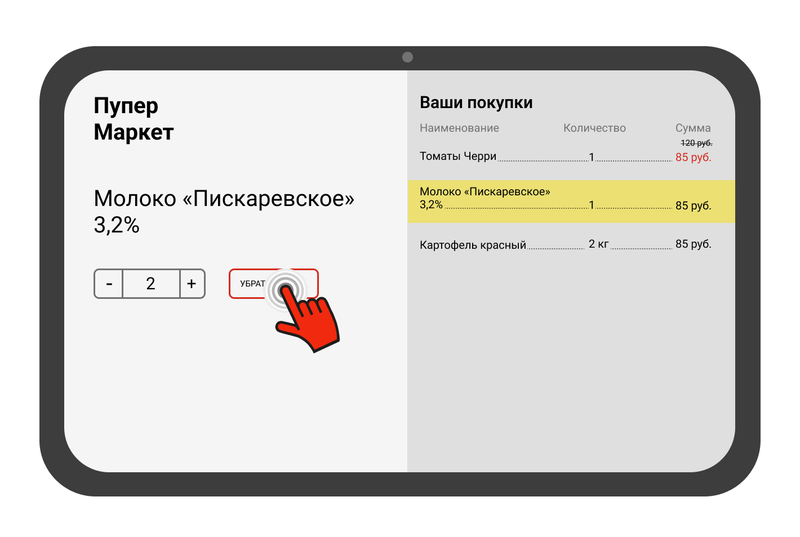 Пупер
Маркет
Молоко «Пискаревское»
3,2%
- 2 +
Ваши покупки
Наименование Количество Сумма
120 руб.
Томаты Черри 1 85 руб.
Молоко «Пискаревское»
3,2% 1 85 руб.
Картофель красный 2 кг 85 руб.